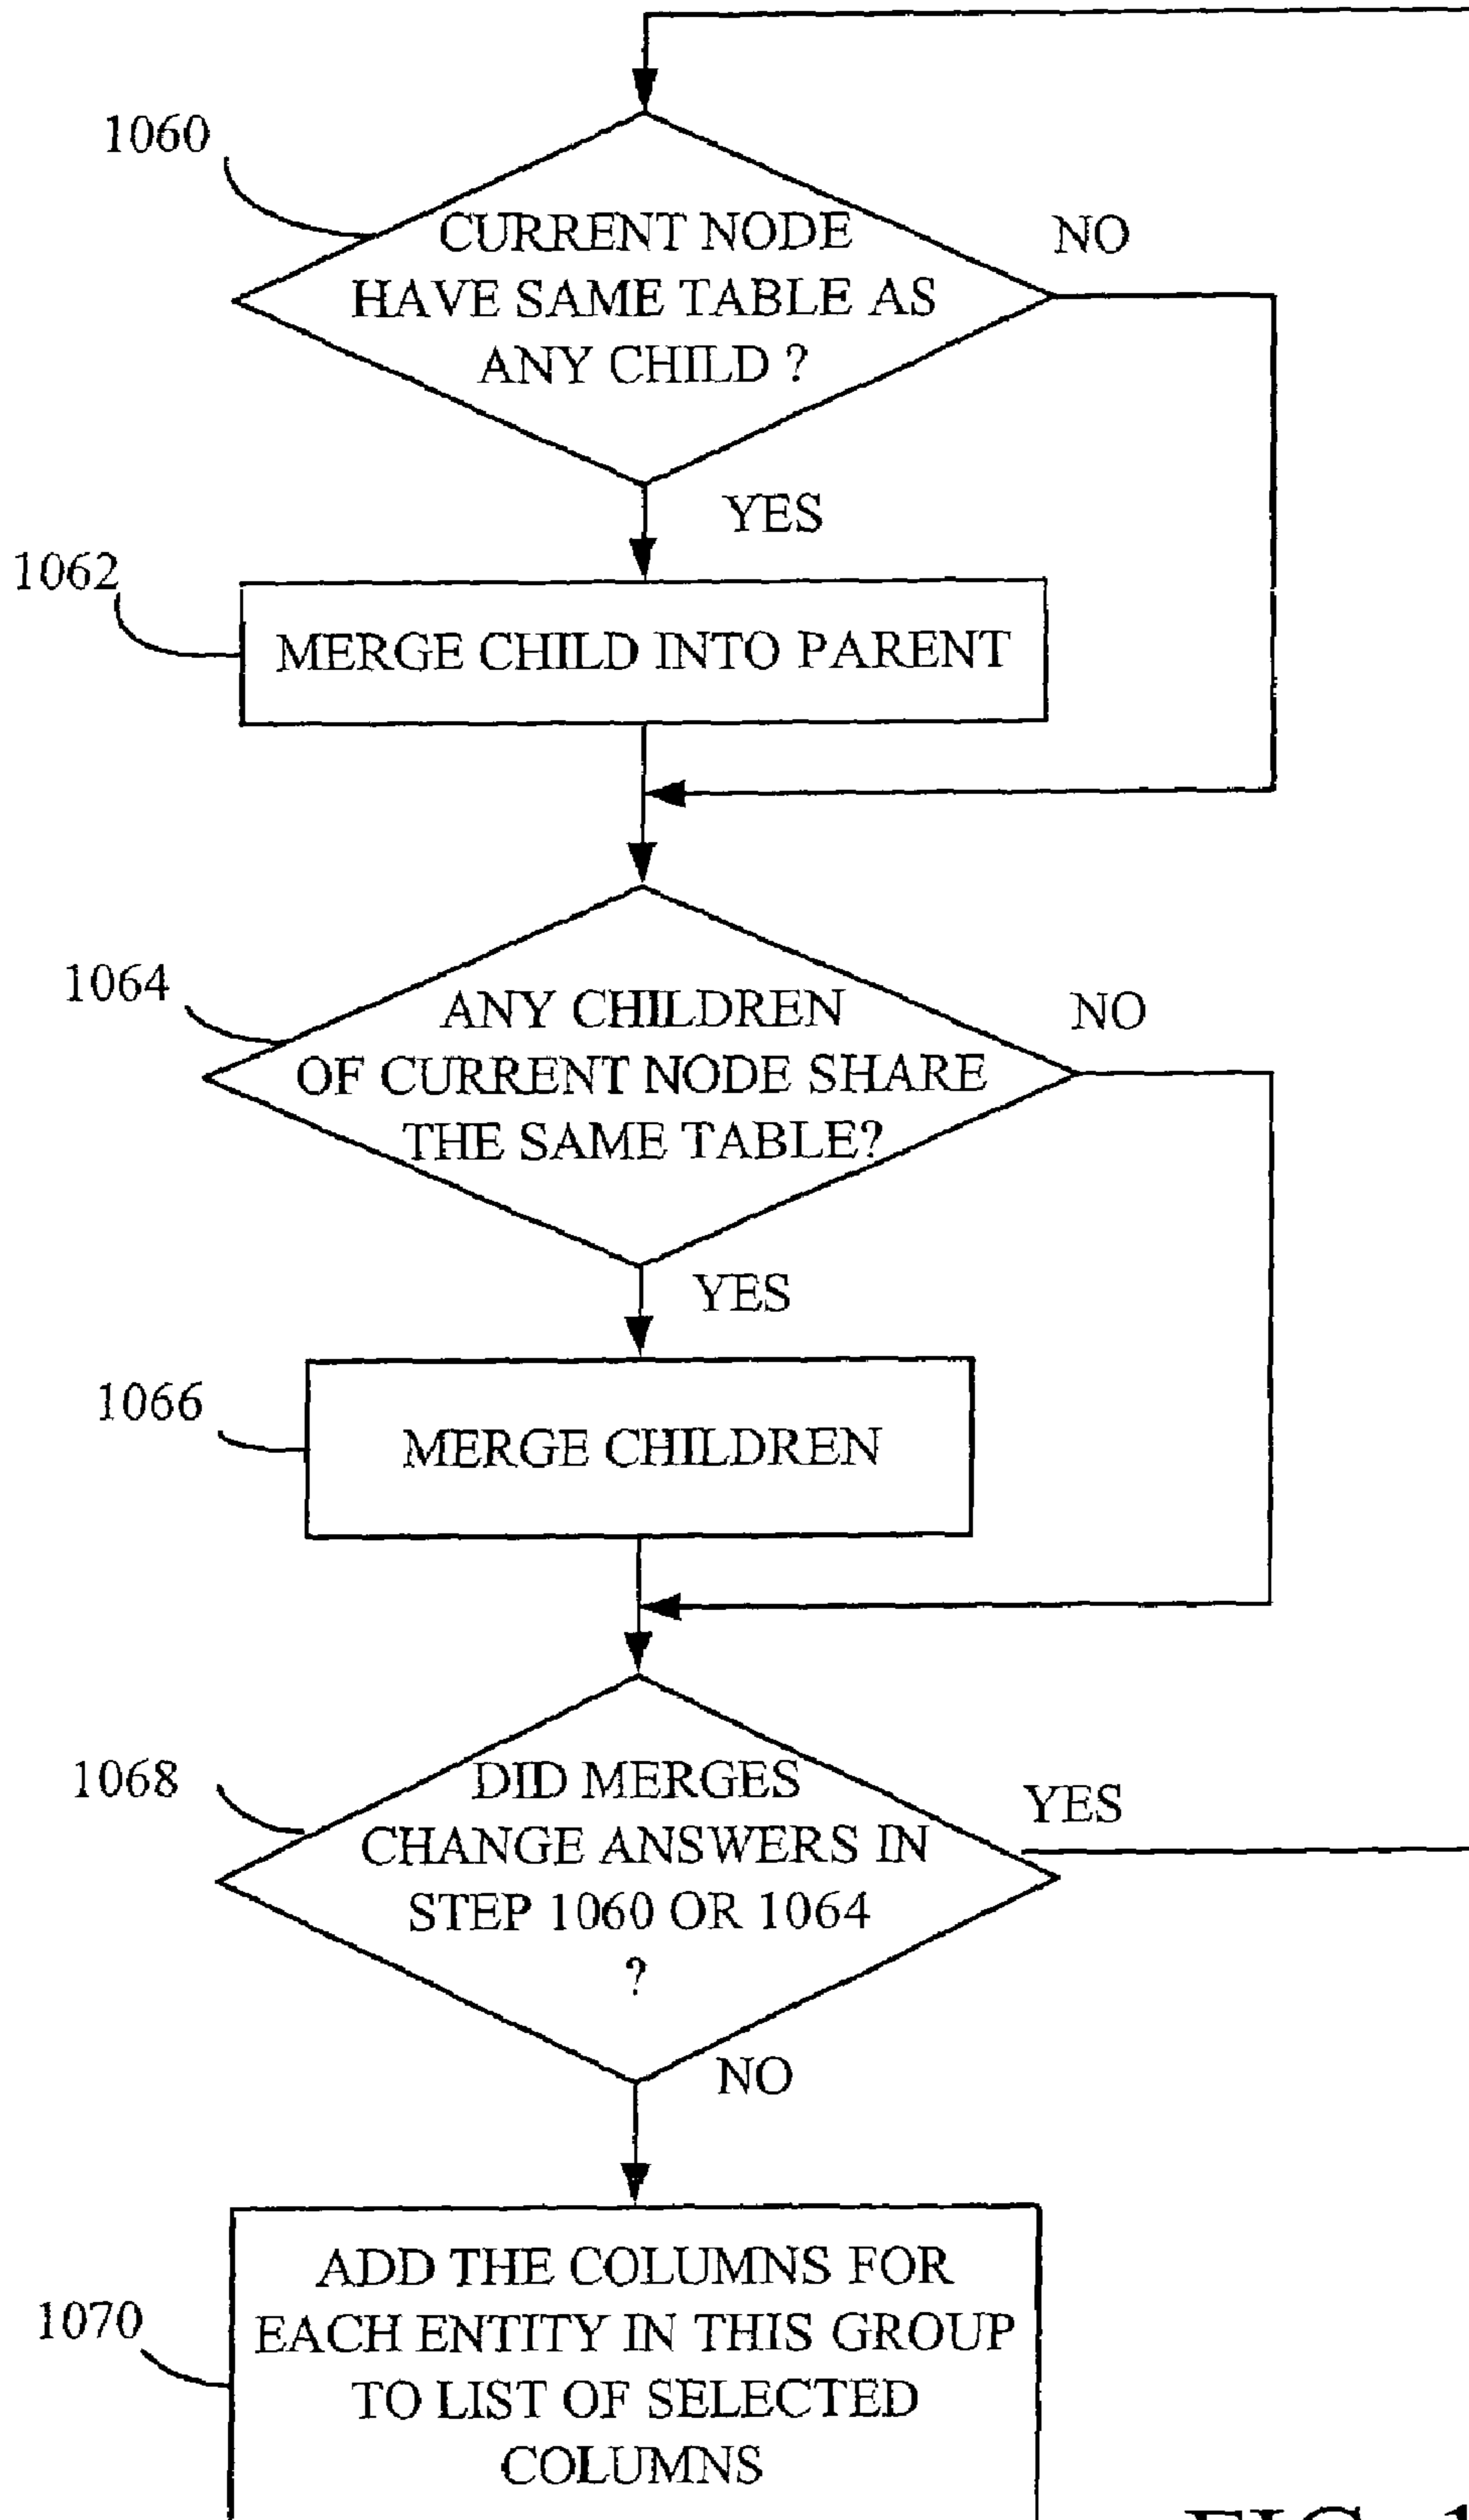 1060
CURRENT NODE
HAVE SAME TABLE AS
ANY CHILD ?
NO
YES
1062
MERGE CHILD INTO PARENT
1064
ANY CHILDREN
OF CURRENT NODE SHARE
THE SAME TABLE?
NO
YES
1066
MERGE CHILDREN
1068
DID MERGES
CHANGE ANSWERS IN
STEP 1060 OR 1064
?
YES
NO
1070
ADD THE COLUMNS FOR
EACH ENTITY IN THIS GROUP
TO LIST OF SELECTED
COLUMNS